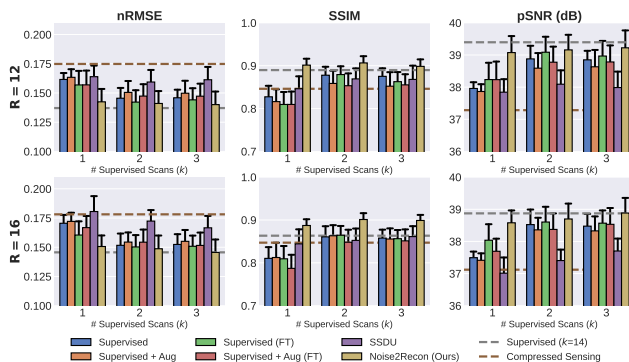 nRMSE SSIM pSNR (dB)
R = 12
0.200 0.175 0.150 0.125 0.100
1.0 0.9 0.8 0.7
40 39 38 37 36
1 2 3 1 2 3 1 2 3
# Supervised Scans (k) # Supervised Scans (k) # Supervised Scans (k)
R = 16
0.200 0.175 0.150 0.125 0.100
1.0 0.9 0.8 0.7
40 39 38 37 36
1 2 3 1 2 3 1 2 3
# Supervised Scans (k) # Supervised Scans (k) # Supervised Scans (k)
Supervised Supervised (FT) SSDU Supervised (k=14)
Supervised + Aug Supervised + Aug (FT) Noise2Recon (Ours) Compressed Sensing